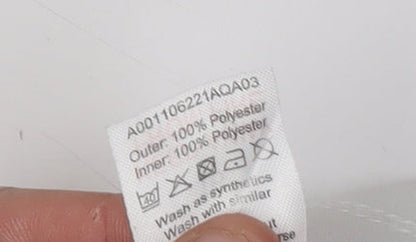 A001106221AQA03
Outer: 100% Polyester
Inner: 100% Polyester
40
Wash as synthetics
Wash with similar